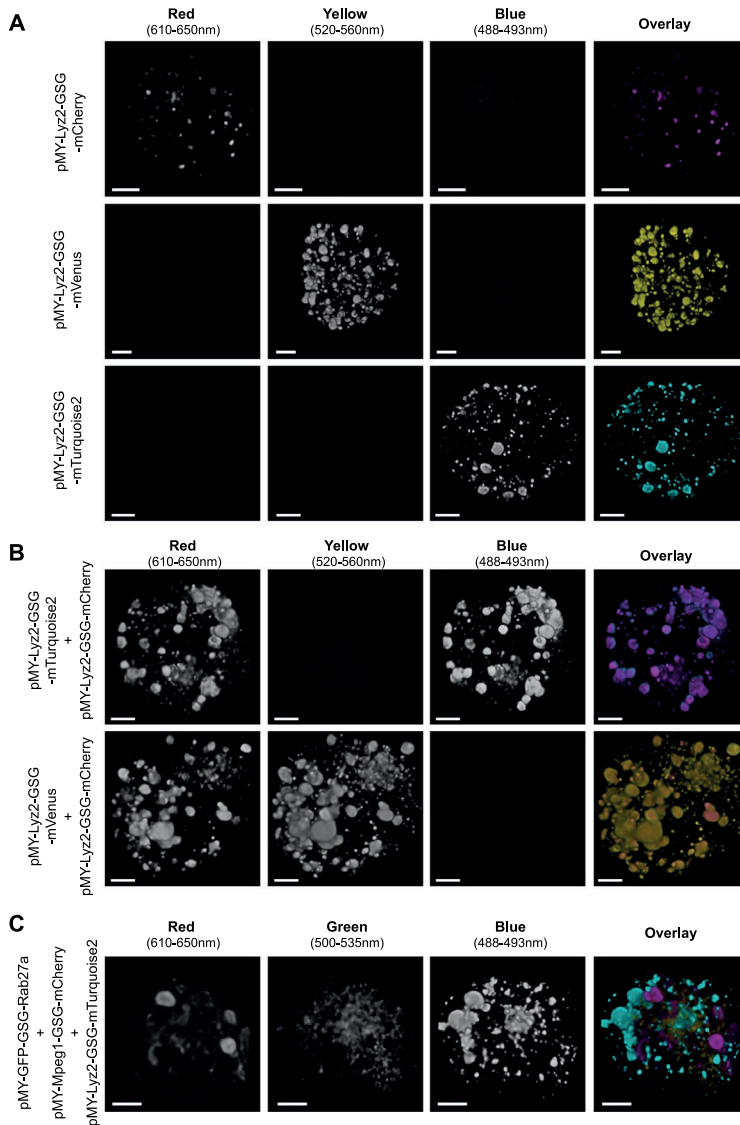 A
Red
(610-650nm)
Yellow
(520-560nm)
Blue
(488-493nm)
Overlay
pMY-Lyz2-GSG
-mCherry
pMY-Lyz2-GSG
-mVenus
pMY-Lyz2-GSG
-mTurquoise2
B
Red
(610-650nm)
Yellow
(520-560nm)
Blue
(488-493nm)
Overlay
pMY-Lyz2-GSG
-mTurquoise2
+
pMY-Lyz2-GSG-mCherry
pMY-Lyz2-GSG
-mVenus
+
pMY-Lyz2-GSG-mCherry
C
Red
(610-650nm)
Green
(500-535nm)
Blue
(488-493nm)
Overlay
pMY-GFP-GSG-Rab27a
+
pMY-Mpeg1-GSG-mCherry
+
pMY-Lyz2-GSG-mTurquoise2